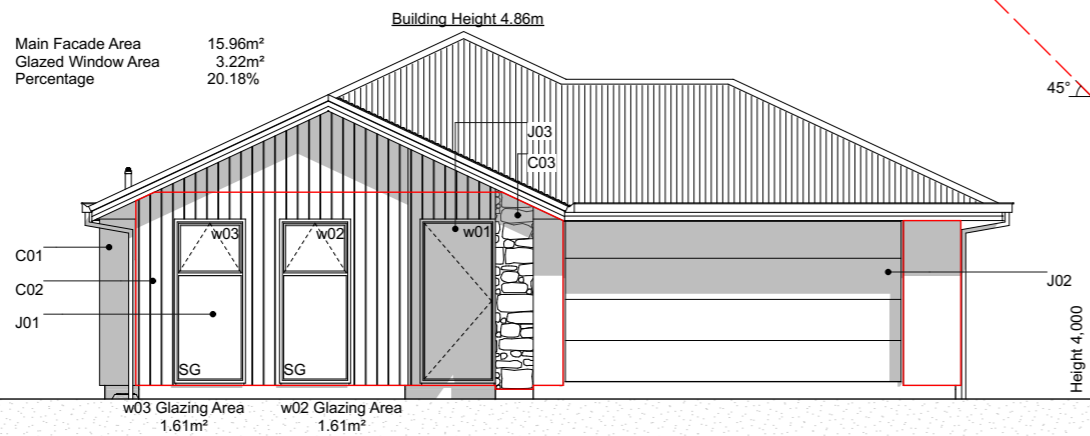 Building Height 4.86m
Main Facade Area 15.96m²
Glazed Window Area 3.22m²
Percentage 20.18%
45°
J03
C03
w03
w02
w01
C01
C02
J01
J02
SG
SG
Height 4,000
w03 Glazing Area
1.61m²
w02 Glazing Area
1.61m²